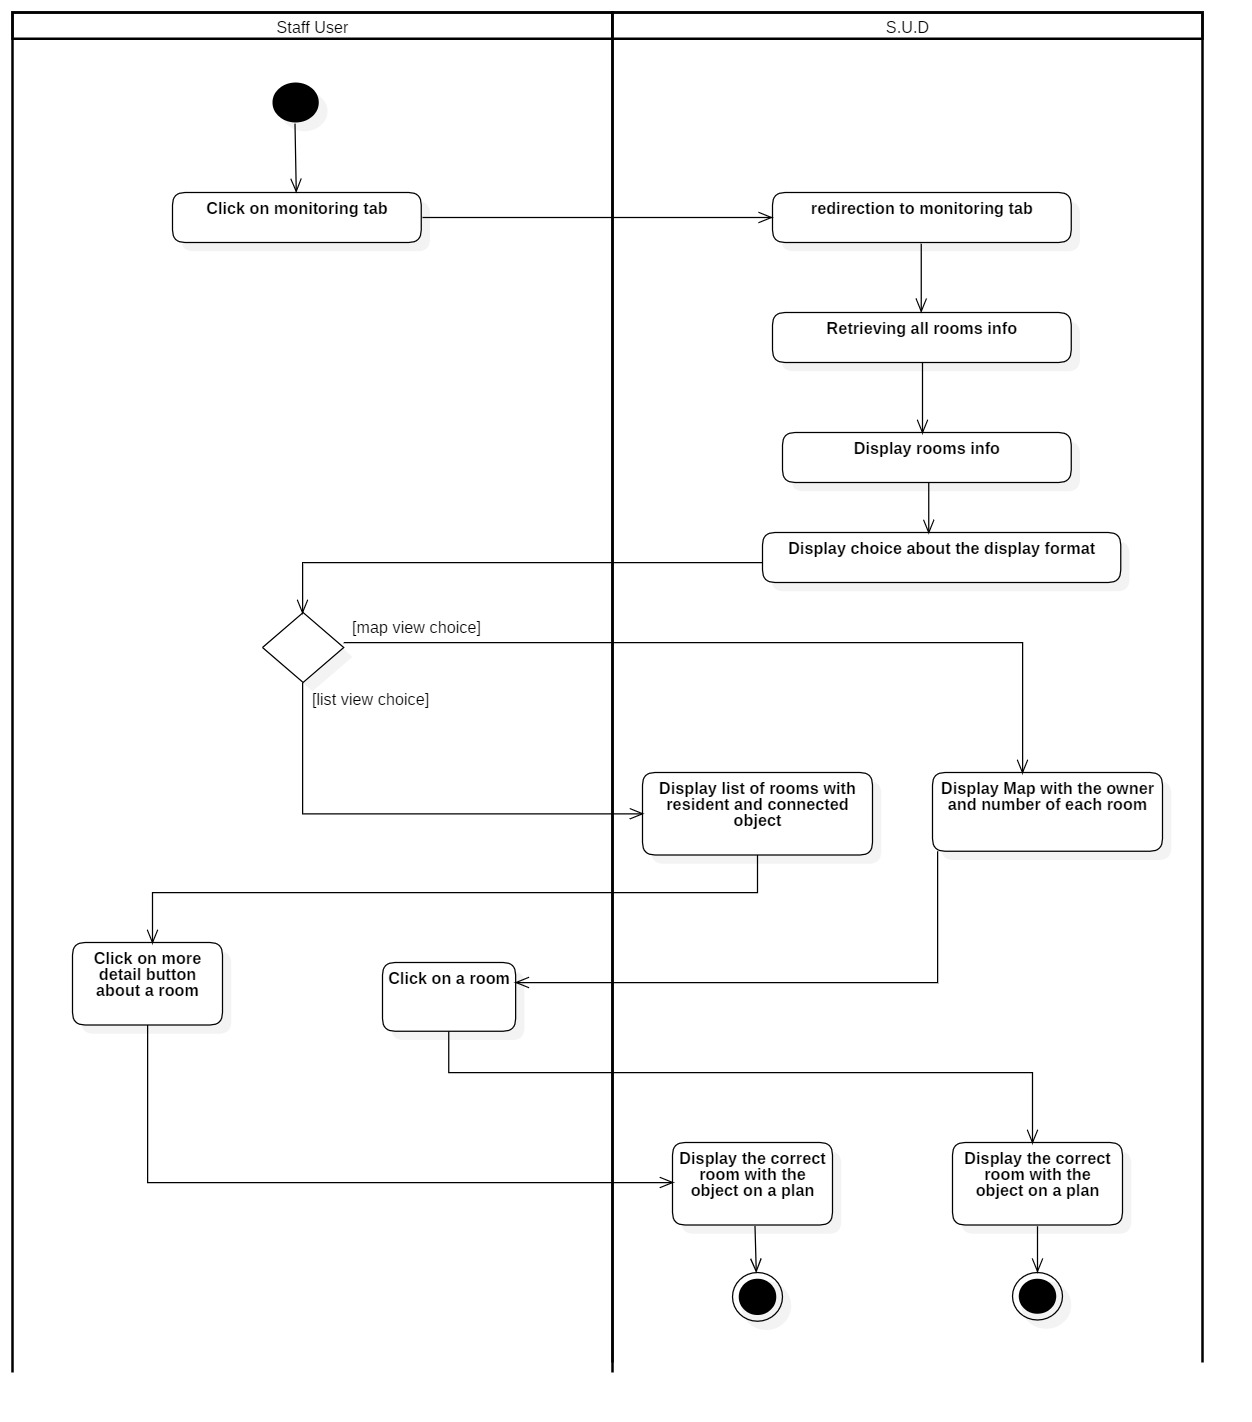 Staff User
S.U.D
Click on monitoring tab
redirection to monitoring tab
Retrieving all rooms info
Display rooms info
Display choice about the display format
[map view choice]
[list view choice]
Display list of rooms with
resident and connected
object
Display Map with the owner
and number of each room
Click on more
detail button
about a room
Click on a room
Display the correct
room with the
object on a plan
Display the correct
room with the
object on a plan